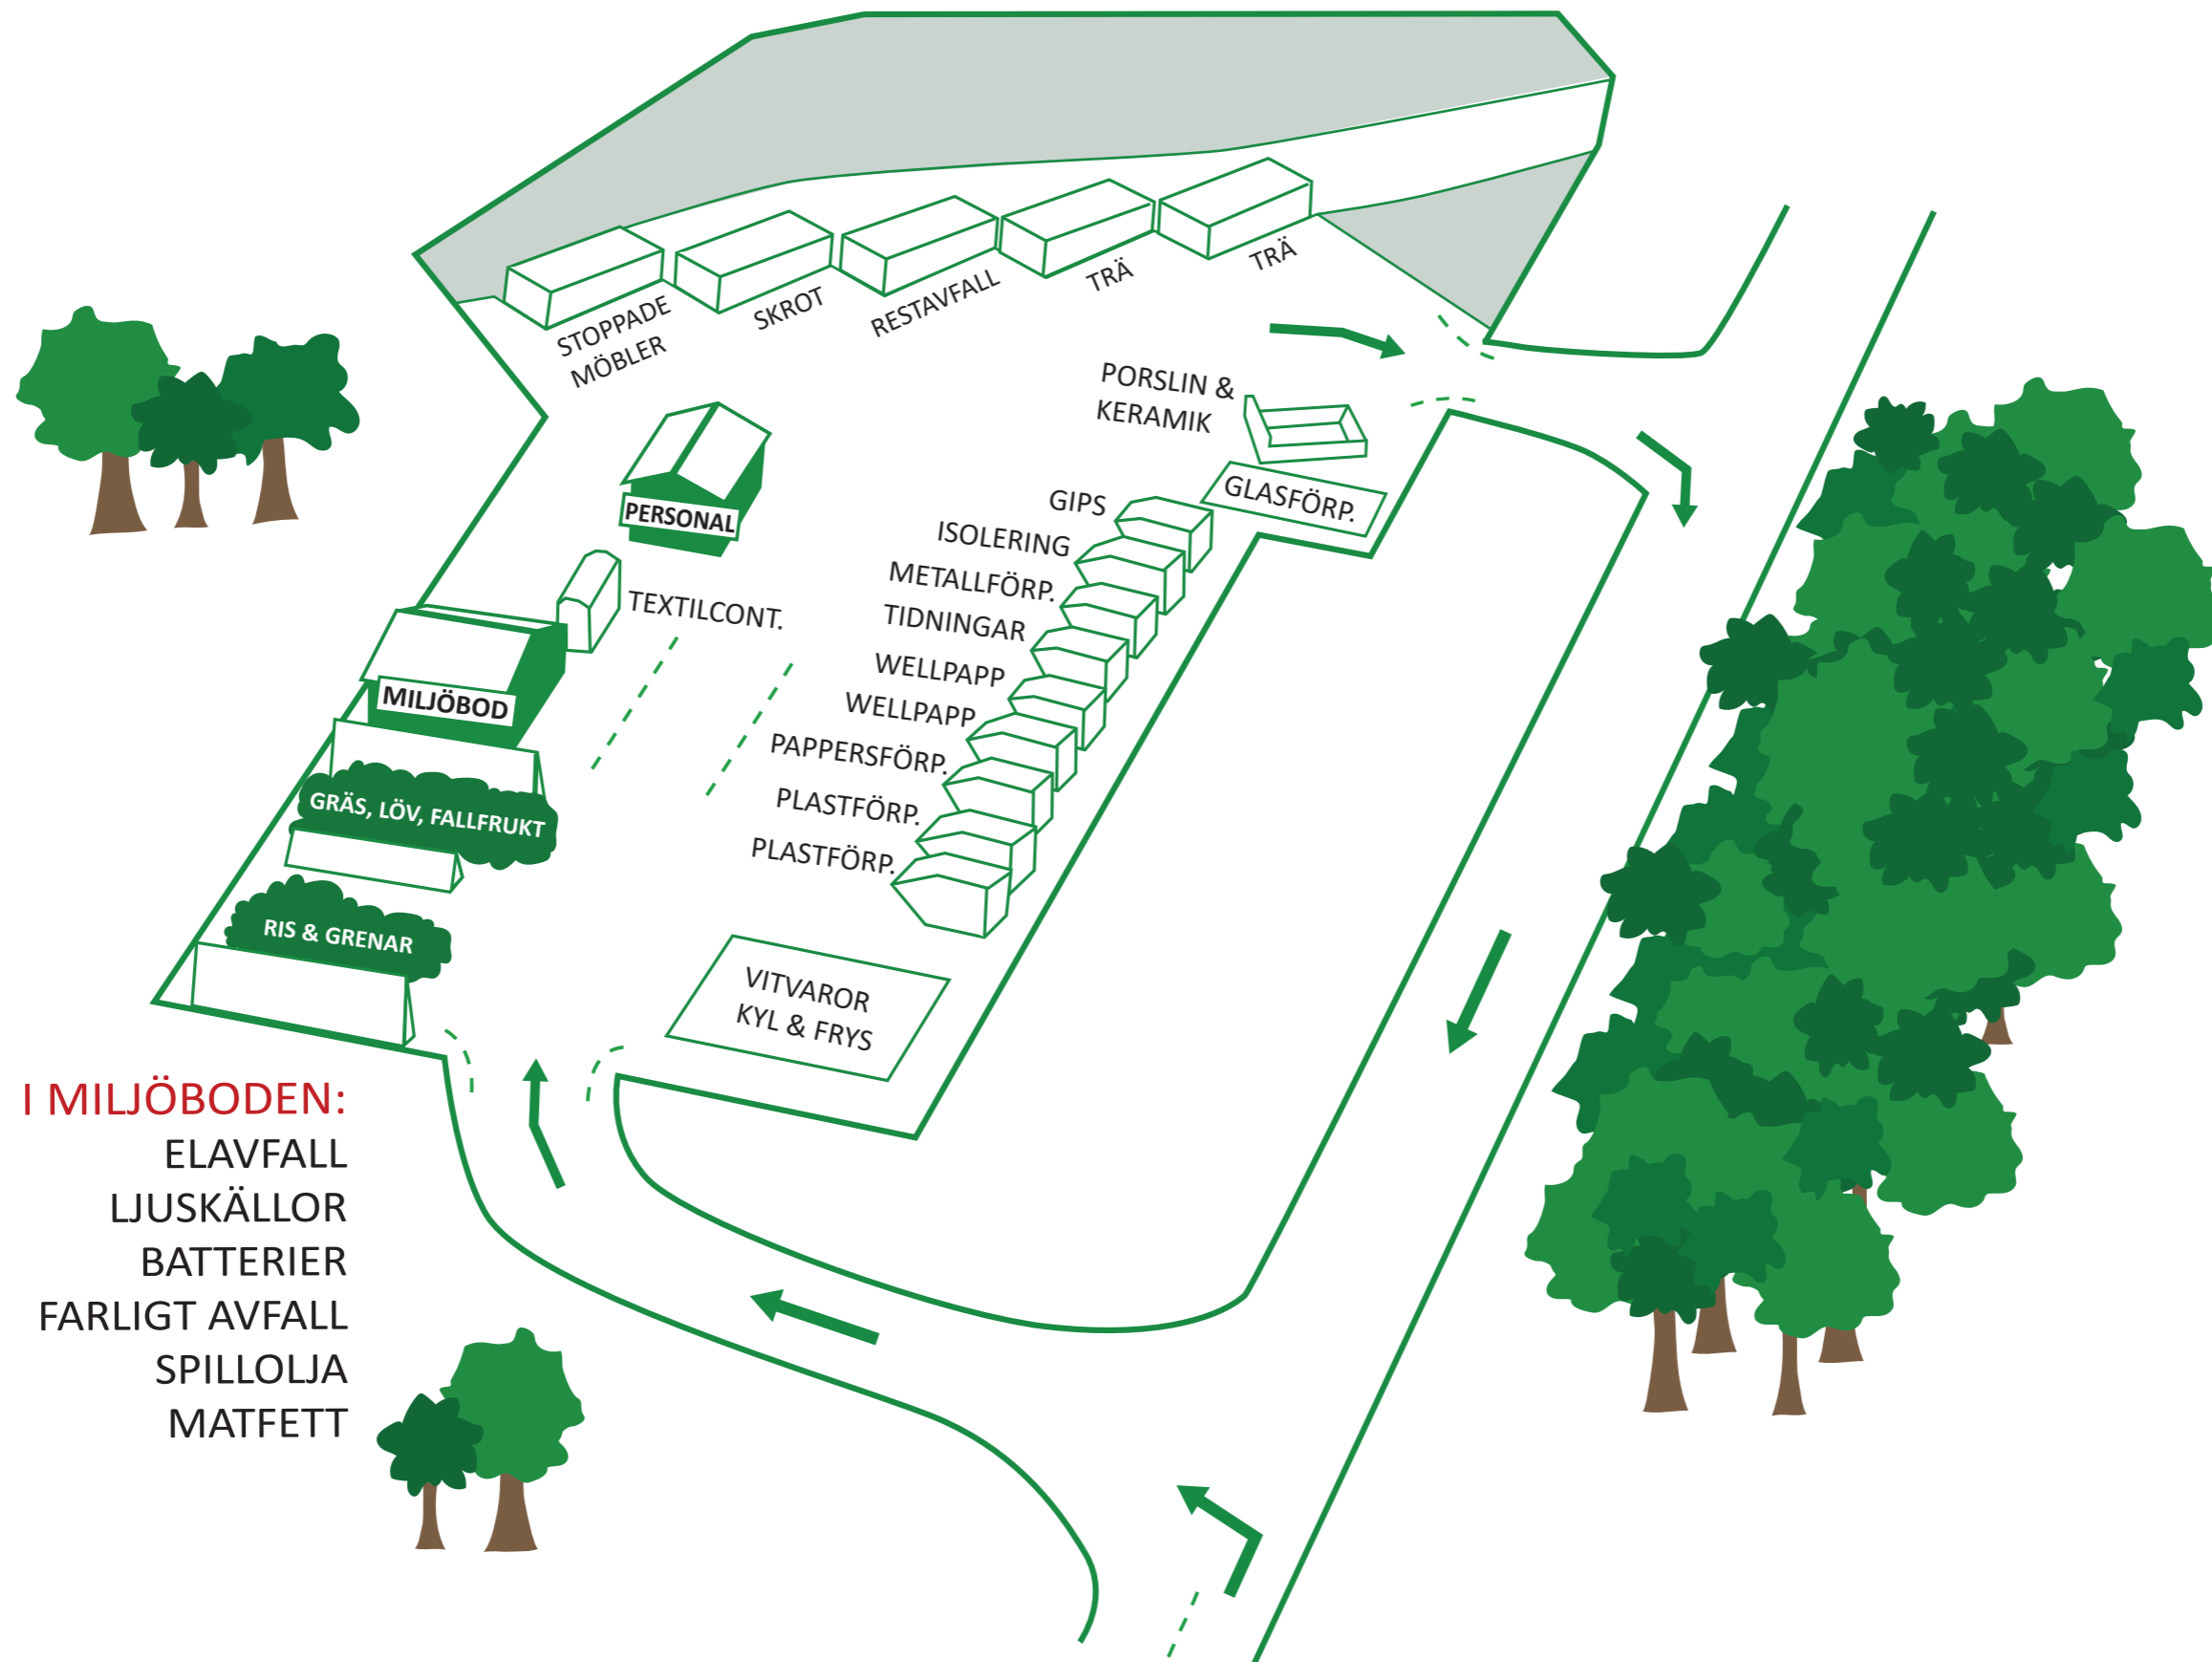 STOPPADE
MÖBLER
SKROT
RESTAVFALL
TRÄ
TRÄ
PORSLIN &
KERAMIK
GLASFÖRP.
GIPS
ISOLERING
METALLFÖRP.
TIDNINGAR
WELLPAPP
WELLPAPP
PAPPERSFÖRP.
PLASTFÖRP.
PLASTFÖRP.
PERSONAL
TEXTILCONT.
MILJÖBOD
GRÄS, LÖV, FALLFRUKT
RIS & GRENAR
VITVAROR
KYL & FRYS
I MILJÖBODEN:
ELAVFALL
LJUSKÄLLOR
BATTERIER
FARLIGT AVFALL
SPILLOLJA
MATFETT